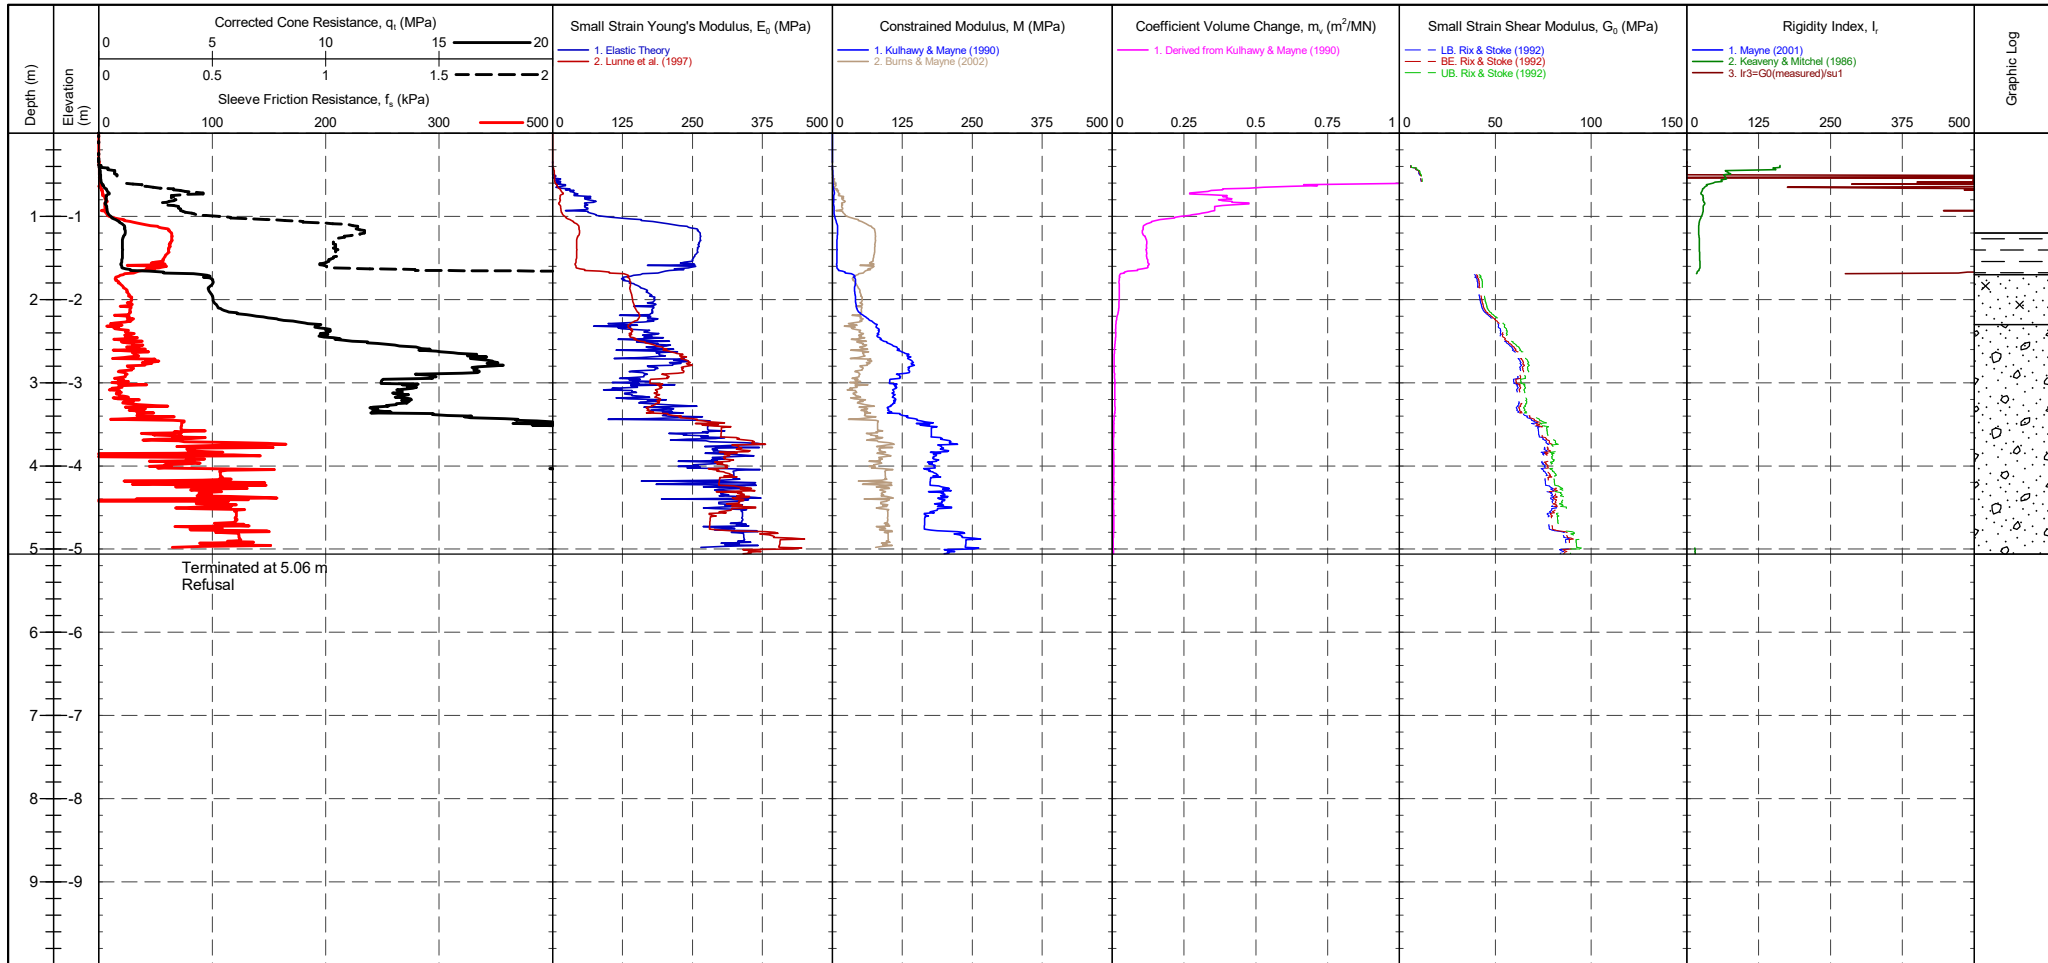 Depth (m)
Elevation
(m)
Corrected Cone Resistance, qt (MPa)
0 5 10 15 20
0 0.5 1 1.5 2
Sleeve Friction Resistance, fs (kPa)
0 100 200 300 500
Small Strain Young's Modulus, E0 (MPa)
1. Elastic Theory
2. Lunne et al. (1997)
0 125 250 375 500
Constrained Modulus, M (MPa)
1. Kulhawy & Mayne (1990)
2. Burns & Mayne (2002)
0 125 250 500
Coefficient Volume Change, mv (m²/MN)
1. Derived from Kulhawy & Mayne (1990)
0 0.25 0.5 0.75 1
Small Strain Shear Modulus, G0 (MPa)
LB. Rix & Stoke (1992)
BE. Rix & Stoke (1992)
UB. Rix & Stoke (1992)
0 50 100 150
Rigidity Index, Ir
1. Mayne (2001)
2. Keaveny & Mitchel (1986)
3. Ir3=G0(measured)/su1
0 125 250 375 500
Graphic Log
1 -1
2 -2
3 -3
4 -4
5 -5
Terminated at 5.06 m
Refusal
6 -6
7 -7
8 -8
9 -9